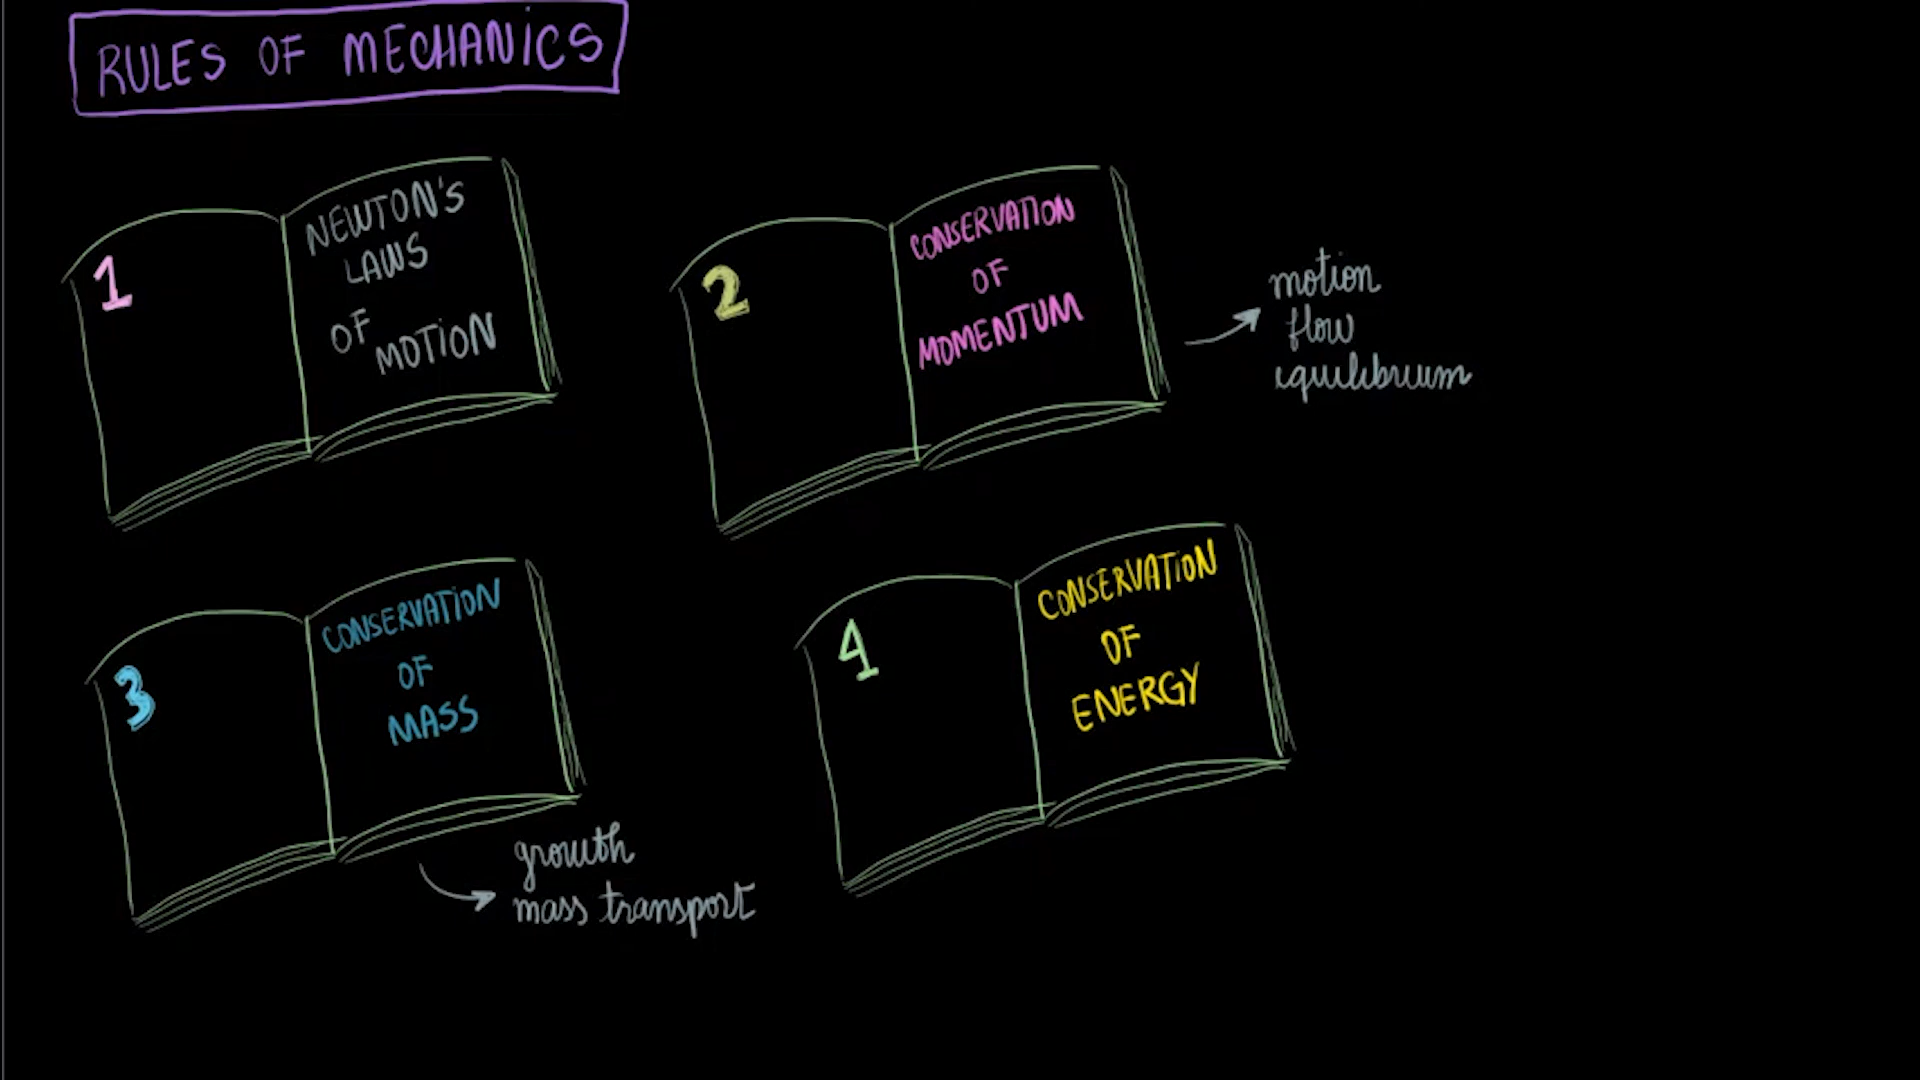 RULES OF MECHANICS
1
NEWTON'S
LAWS
OF
MOTION
2
CONSERVATION
OF
MOMENTUM
motion
flow
equilibrium
3
CONSERVATION
OF
MASS
growth
mass transport
4
CONSERVATION
OF
ENERGY